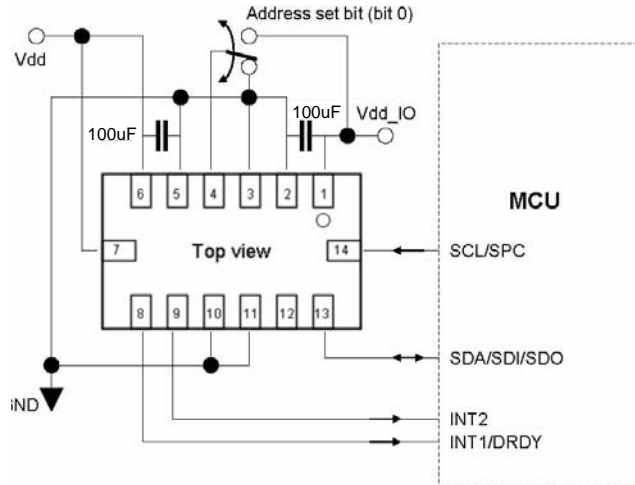 Address set bit (bit 0)
Vdd
100uF
100uF
Vdd_IO
6 5 4 3 2 1
MCU
7 Top view 14
SCL/SPC
8 9 10 11 12 13
SDA/SDI/SDO
GND
INT2
INT1/DRDY